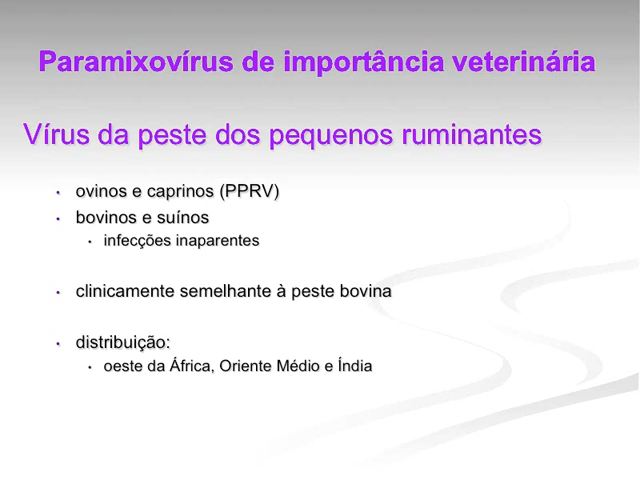 Paramixovírus de importância veterinária
Vírus da peste dos pequenos ruminantes
• ovinos e caprinos (PPRV)
• bovinos e suínos
• infecções inaparentes
• clinicamente semelhante à peste bovina
• distribuição:
• oeste da África, Oriente Médio e Índia